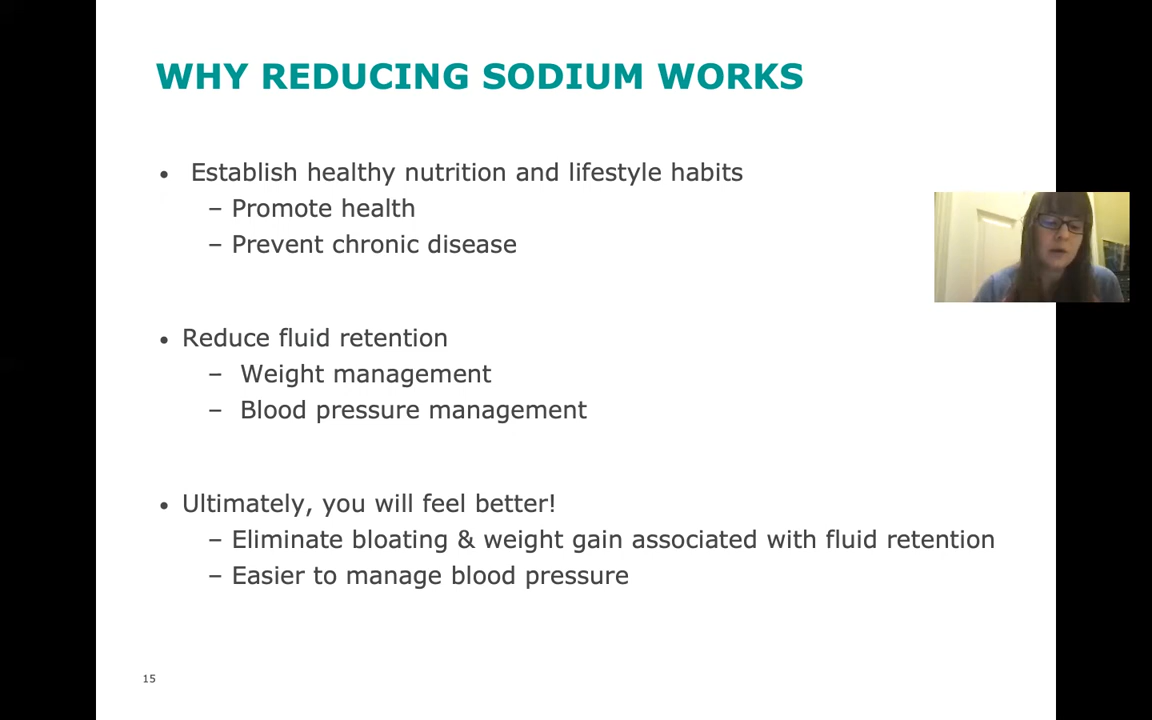 WHY REDUCING SODIUM WORKS
• Establish healthy nutrition and lifestyle habits
– Promote health
– Prevent chronic disease
• Reduce fluid retention
– Weight management
– Blood pressure management
• Ultimately, you will feel better!
– Eliminate bloating & weight gain associated with fluid retention
– Easier to manage blood pressure
15